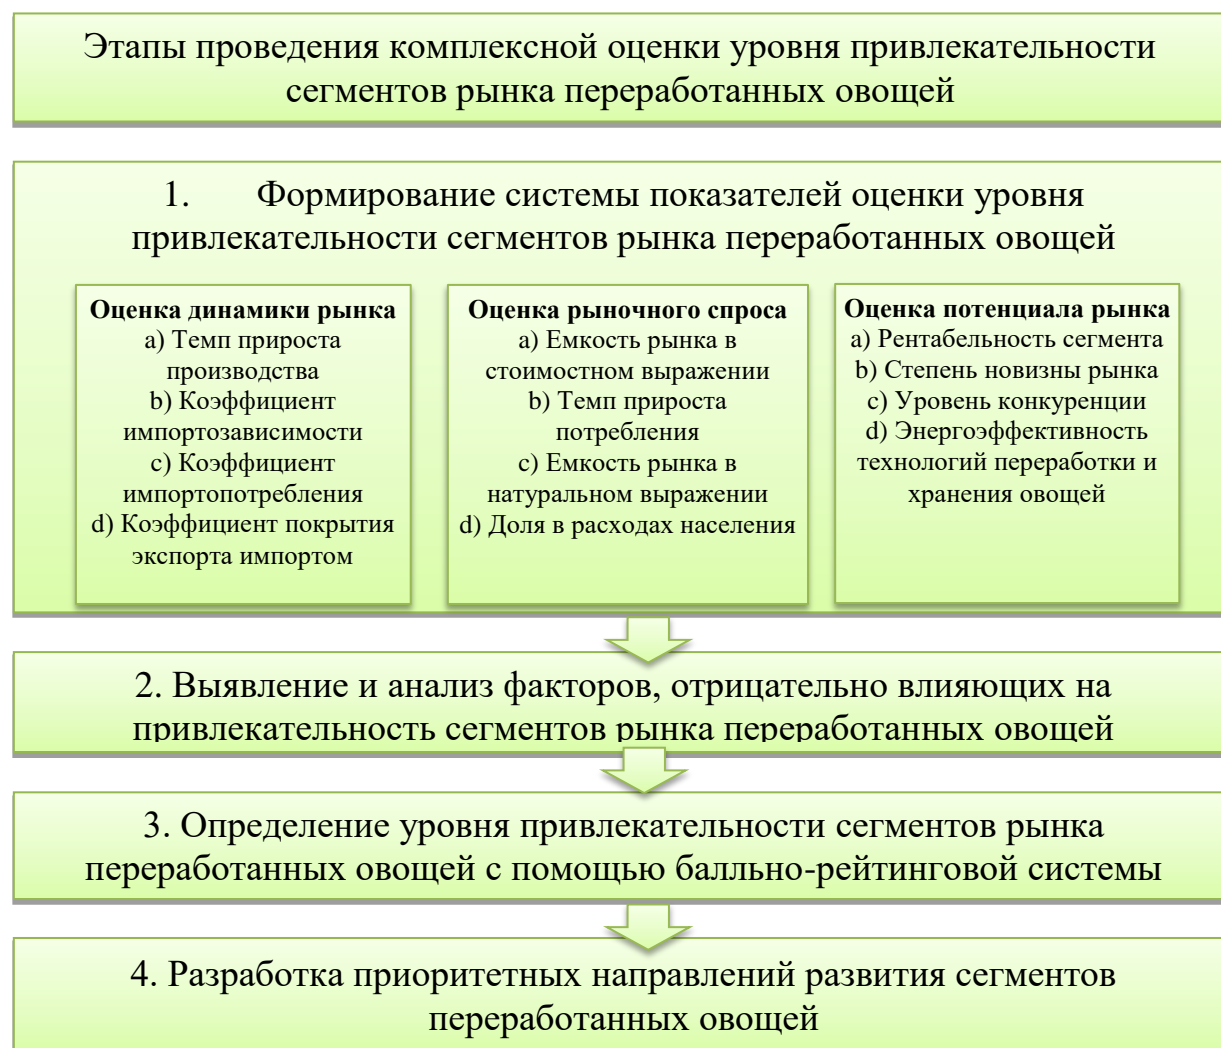 Этапы проведения комплексной оценки уровня привлекательности
сегментов рынка переработанных овощей
1. Формирование системы показателей оценки уровня
привлекательности сегментов рынка переработанных овощей
Оценка динамики рынка
a) Темп прироста
производства
b) Коэффициент
импортозависимости
c) Коэффициент
импортопотребления
d) Коэффициент покрытия
экспорта импортом
Оценка рыночного спроса
a) Емкость рынка в
стоимостном выражении
b) Темп прироста
потребления
c) Емкость рынка в
натуральном выражении
d) Доля в расходах населения
Оценка потенциала рынка
a) Рентабельность сегмента
b) Степень новизны рынка
c) Уровень конкуренции
d) Энергоэффективность
технологий переработки и
хранения овощей
2. Выявление и анализ факторов, отрицательно влияющих на
привлекательность сегментов рынка переработанных овощей
3. Определение уровня привлекательности сегментов рынка
переработанных овощей с помощью балльно-рейтинговой системы
4. Разработка приоритетных направлений развития сегментов
переработанных овощей